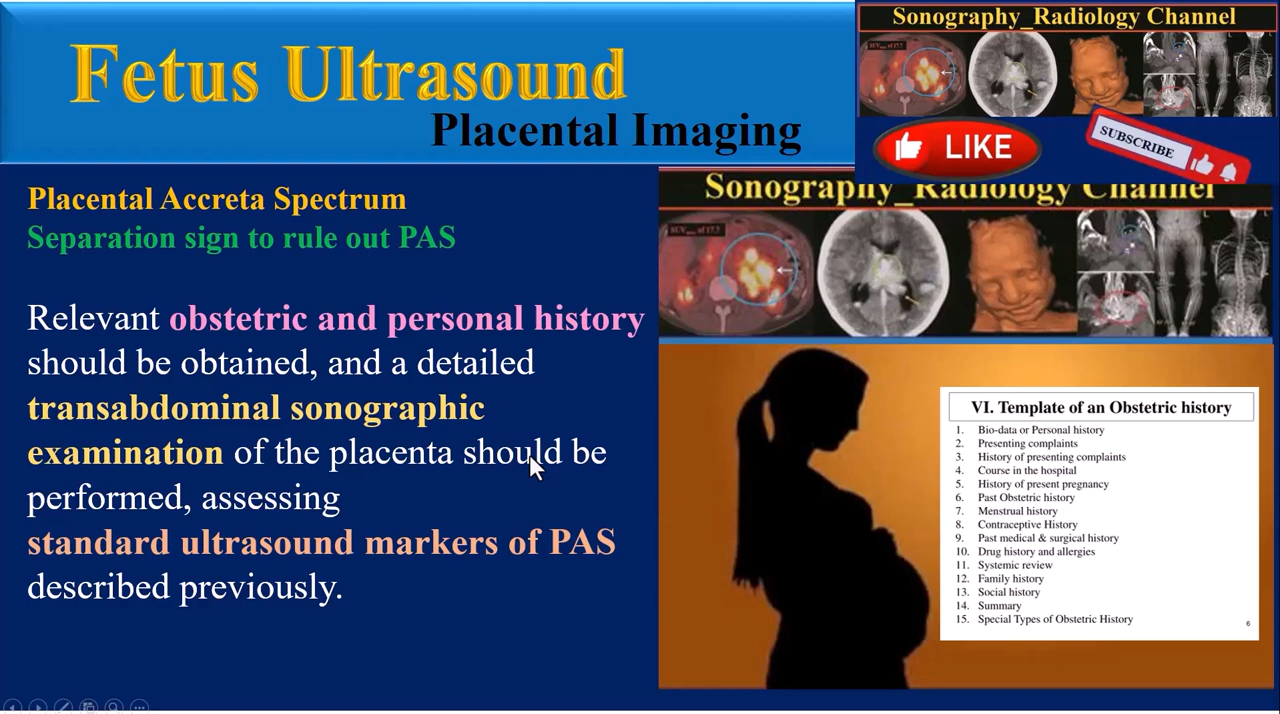 Fetus Ultrasound
Placental Imaging
Sonography_Radiology Channel
LIKE
SUBSCRIBE
Placental Accreta Spectrum
Separation sign to rule out PAS
Relevant obstetric and personal history
should be obtained, and a detailed
transabdominal sonographic
examination of the placenta should be
performed, assessing
standard ultrasound markers of PAS
described previously.
Sonography_Radiology Channel
VI. Template of an Obstetric history
1. Bio-data or Personal history
2. Presenting complaints
3. History of presenting complaints
4. Course in the hospital
5. History of present pregnancy
6. Past Obstetric history
7. Menstrual history
8. Contraceptive History
9. Past medical & surgical history
10. Drug history and allergies
11. Systemic review
12. Family history
13. Social history
14. Summary
15. Special Types of Obstetric History
6